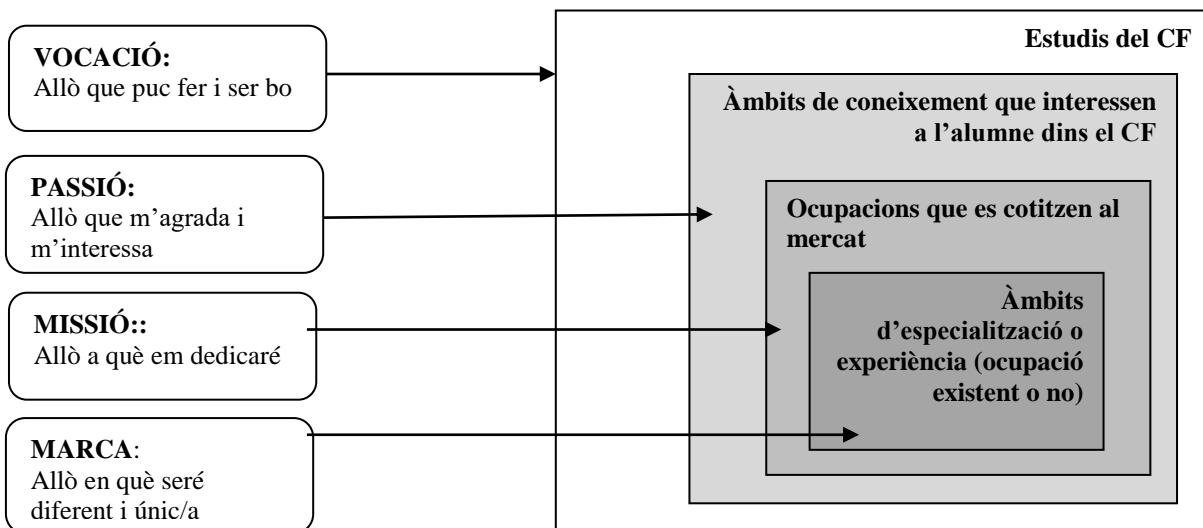 VOCACIÓ:
Allò que puc fer i ser bo
PASSIÓ:
Allò que m’agrada i
m’interessa
MISSIÓ::
Allò a què em dedicaré
MARCA:
Allò en què seré
diferent i únic/a
Estudis del CF
Àmbits de coneixement que interessen
a l’alumne dins el CF
Ocupacions que es cotitzen al
mercat
Àmbits
d’especialització o
experiència (ocupació
existent o no)